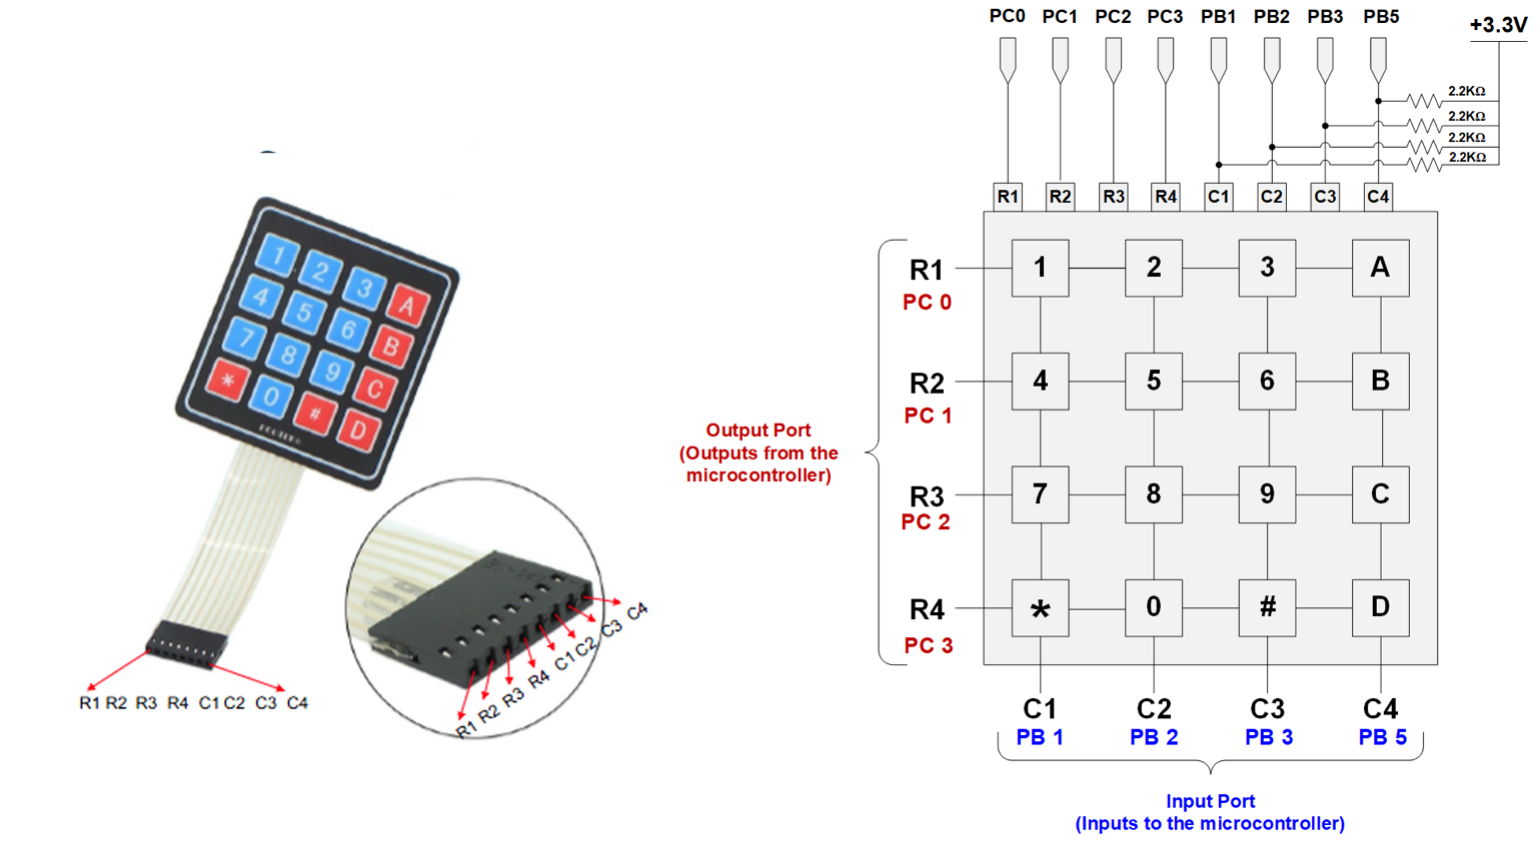 1
2
3
A
4
5
6
B
7
8
9
C
*
0
#
D
R1 R2 R3 R4 C1 C2 C3 C4
R1 R2 R3 R4 C1 C2 C3 C4
PC0 PC1 PC2 PC3 PB1 PB2 PB3 PB5
+3.3V
2.2KΩ
2.2KΩ
2.2KΩ
2.2KΩ
R1 R2 R3 R4 C1 C2 C3 C4
R1 1 2 3 A
PC 0
R2 4 5 6 B
PC 1
Output Port
(Outputs from the
microcontroller)
R3 7 8 9 C
PC 2
R4 * 0 # D
PC 3
C1 C2 C3 C4
PB 1 PB 2 PB 3 PB 5
Input Port
(Inputs to the microcontroller)